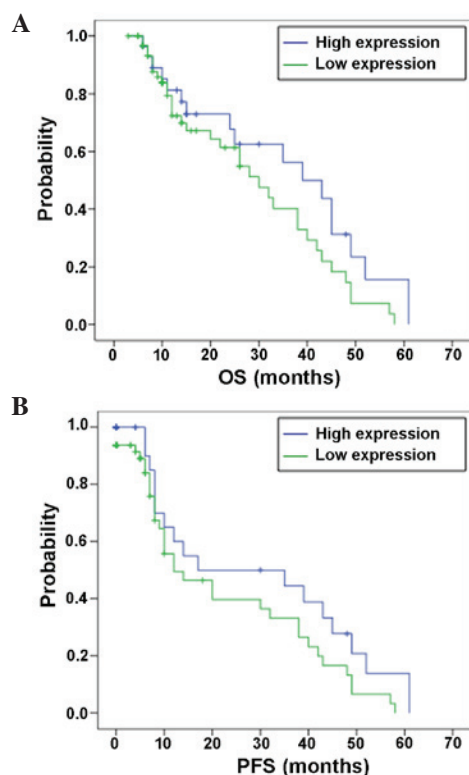 A
High expression
Low expression
Probability
1.0
0.8
0.6
0.4
0.2
0.0
0 10 20 30 40 50 60 70
OS (months)
B
High expression
Low expression
Probability
1.0
0.8
0.6
0.4
0.2
0.0
0 10 20 30 40 50 60 70
PFS (months)